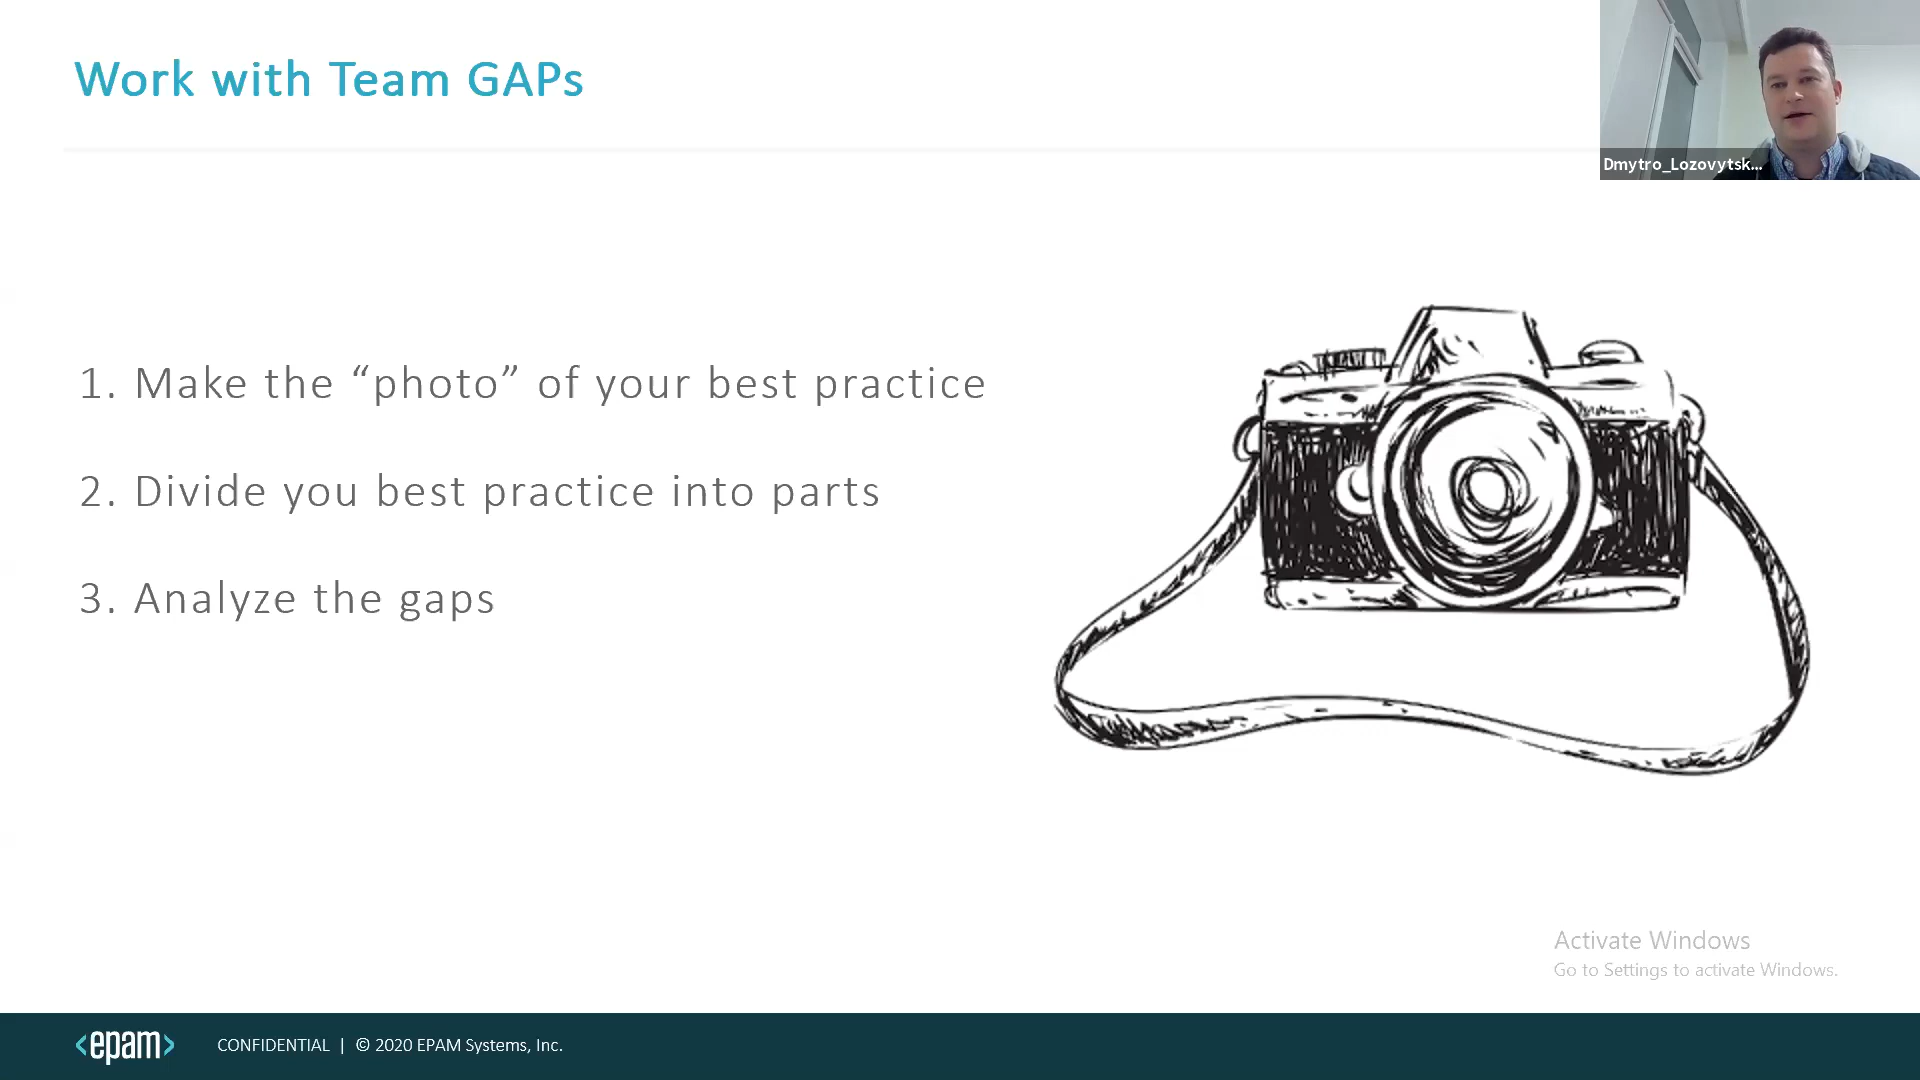 Work with Team GAPs
Dmytro_Lozovytsk...
1. Make the “photo” of your best practice
2. Divide you best practice into parts
3. Analyze the gaps
Activate Windows
Go to Settings to activate Windows.
<epam> CONFIDENTIAL | © 2020 EPAM Systems, Inc.